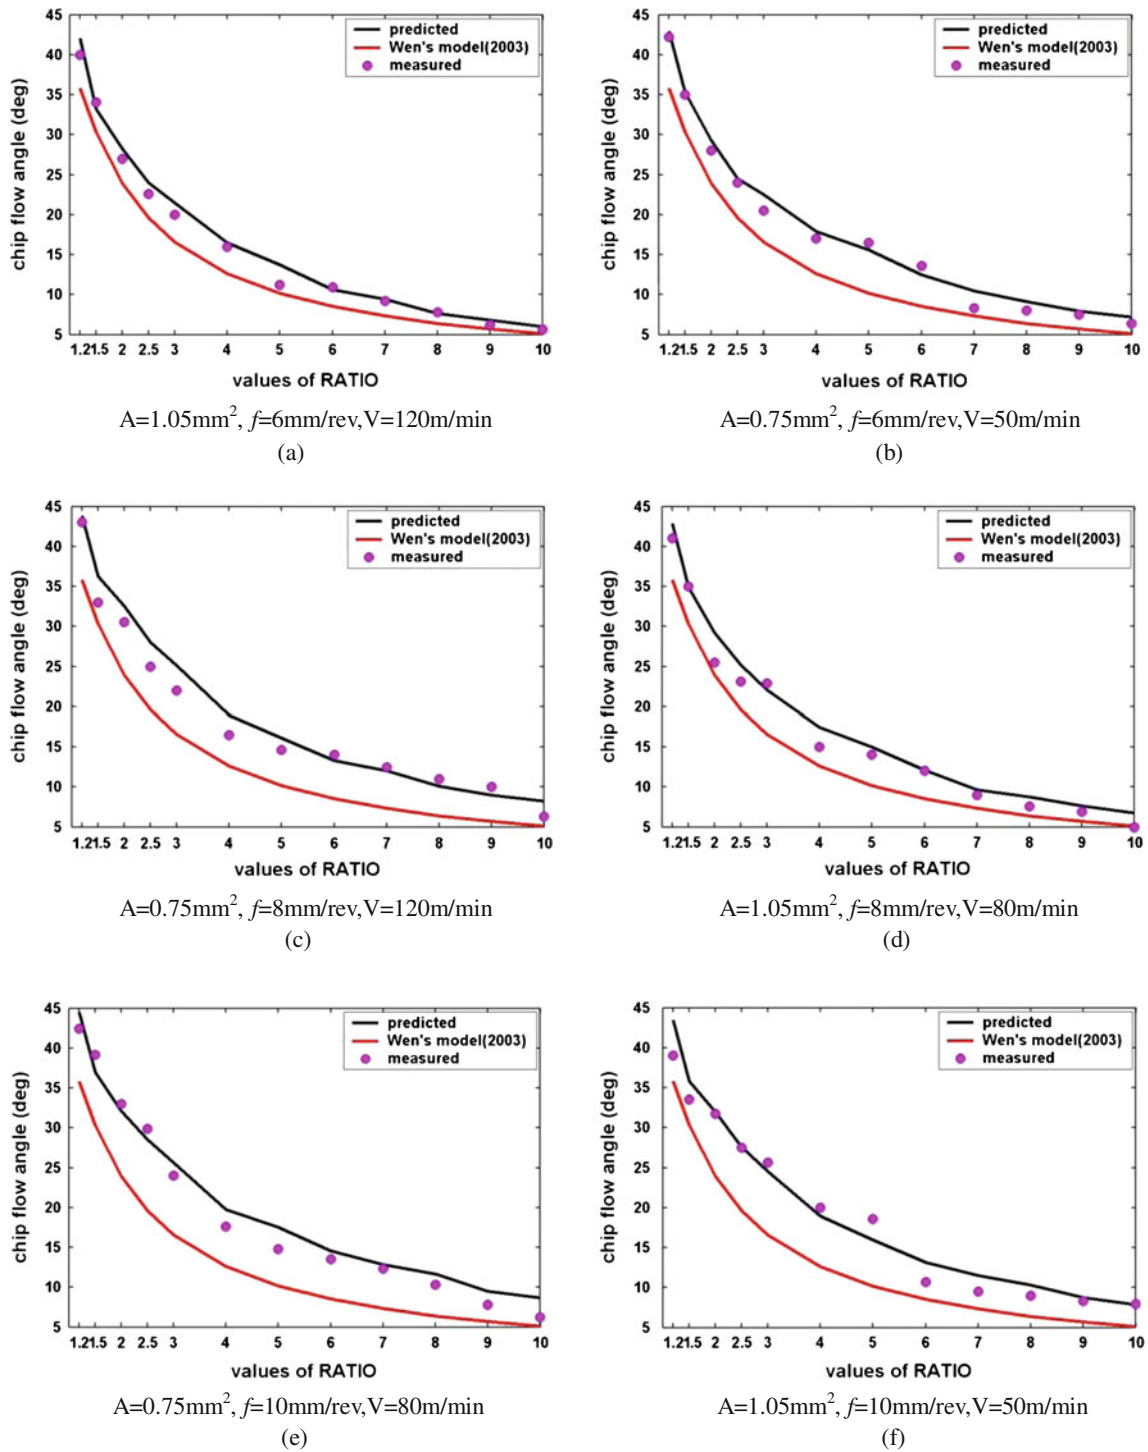 45
40
35
30
25
20
15
10
5
chip flow angle (deg)
predicted
Wen's model(2003)
measured
1.21.5 2 2.5 3 4 5 6 7 8 9 10
values of RATIO
A=1.05mm², f=6mm/rev,V=120m/min
(a)
45
40
35
30
25
20
15
10
5
chip flow angle (deg)
predicted
Wen's model(2003)
measured
1.21.5 2 2.5 3 4 5 6 7 8 9 10
values of RATIO
A=0.75mm², f=6mm/rev,V=50m/min
(b)
45
40
35
30
25
20
15
10
5
chip flow angle (deg)
predicted
Wen's model(2003)
measured
1.21.5 2 2.5 3 4 5 6 7 8 9 10
values of RATIO
A=0.75mm², f=8mm/rev,V=120m/min
(c)
45
40
35
30
25
20
15
10
5
chip flow angle (deg)
predicted
Wen's model(2003)
measured
1.21.5 2 2.5 3 4 5 6 7 8 9 10
values of RATIO
A=1.05mm², f=8mm/rev,V=80m/min
(d)
45
40
35
30
25
20
15
10
5
chip flow angle (deg)
predicted
Wen's model(2003)
measured
1.21.5 2 2.5 3 4 5 6 7 8 9 10
values of RATIO
A=0.75mm², f=10mm/rev,V=80m/min
(e)
45
40
35
30
25
20
15
10
5
chip flow angle (deg)
predicted
Wen's model(2003)
measured
1.21.5 2 2.5 3 4 5 6 7 8 9 10
values of RATIO
A=1.05mm², f=10mm/rev,V=50m/min
(f)